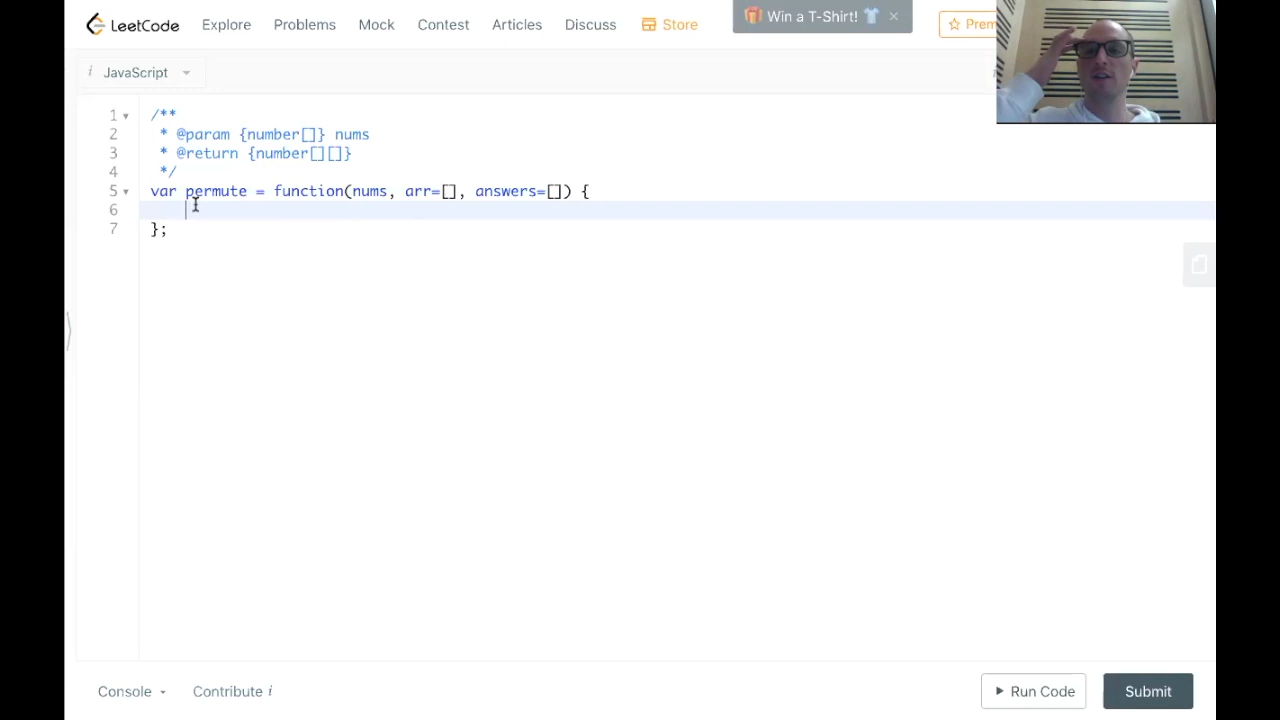 LeetCode Explore Problems Mock Contest Articles Discuss Store Win a T-Shirt! × Prem
i JavaScript
1 /**
2 * @param {number[]} nums
3 * @return {number[][]}
4 */
5 var permute = function(nums, arr=[], answers=[]) {
6
7 };
Console Contribute i Run Code Submit